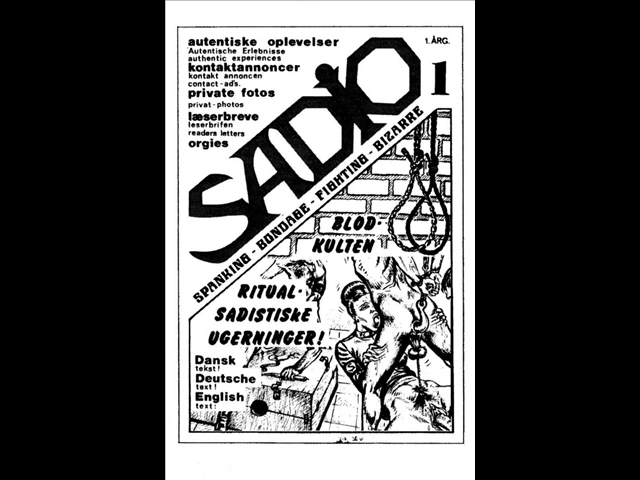 autentiske oplevelser
Autentische Erlebnisse
authentic experiences
kontaktannoncer
kontakt annoncen
contact-ad's.
private fotos
privat-photos
læserbreve
leserbrifen
readers letters
orgies
1. ÅRG.
1
SADIO
SPANKING - BONDAGE - FIGHTING - BIZARRE
BLOD-
KULTEN
RITUAL-
SADISTISKE
UGERNINGER!
Dansk
tekst!
Deutsche
text!
English
text: